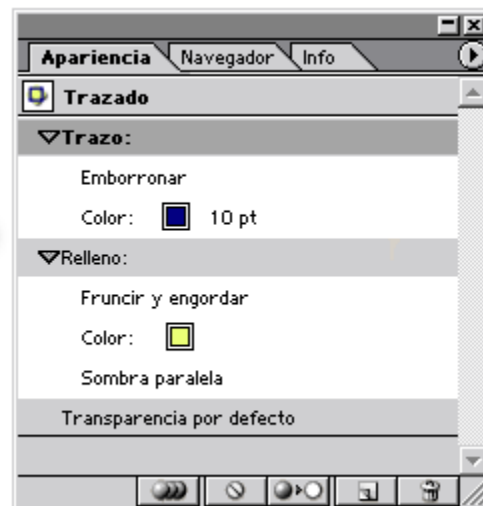 Apariencia Navegador Info
Trazado
Trazo:
Emborronar
Color: 10 pt
Relleno:
Fruncir y engordar
Color:
Sombra paralela
Transparencia por defecto